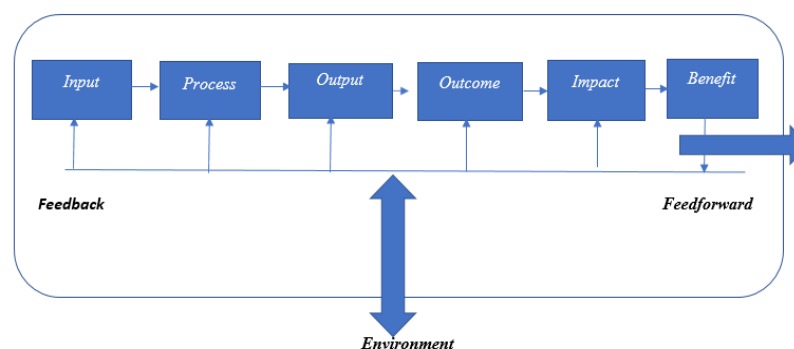 Input
Process
Output
Outcome
Impact
Benefit
Feedback
Feedforward
Environment